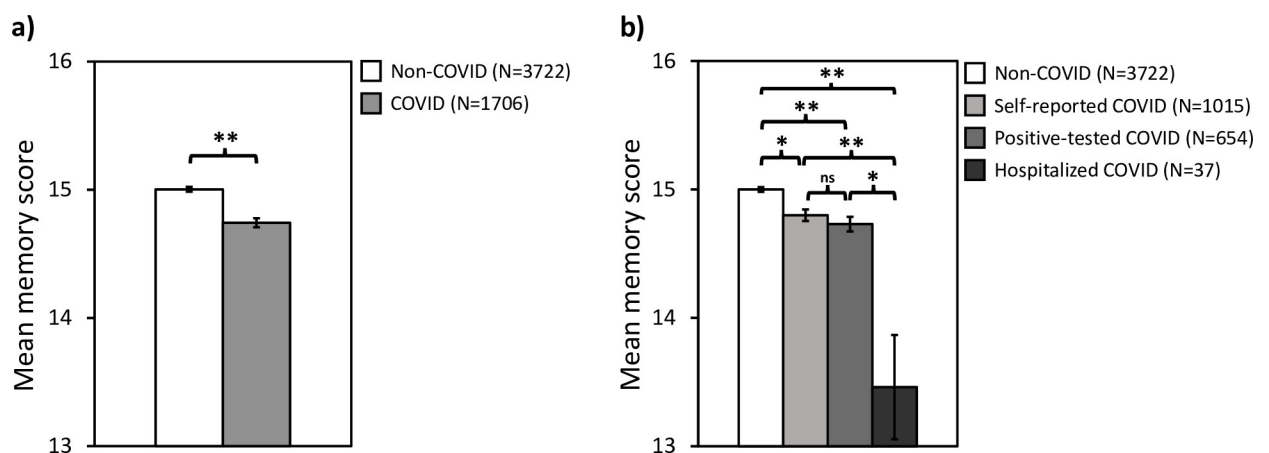 a)
16
15
14
13
Mean memory score
**
Non-COVID (N=3722)
COVID (N=1706)
b)
16
15
14
13
Mean memory score
**
**
* **
ns *
Non-COVID (N=3722)
Self-reported COVID (N=1015)
Positive-tested COVID (N=654)
Hospitalized COVID (N=37)